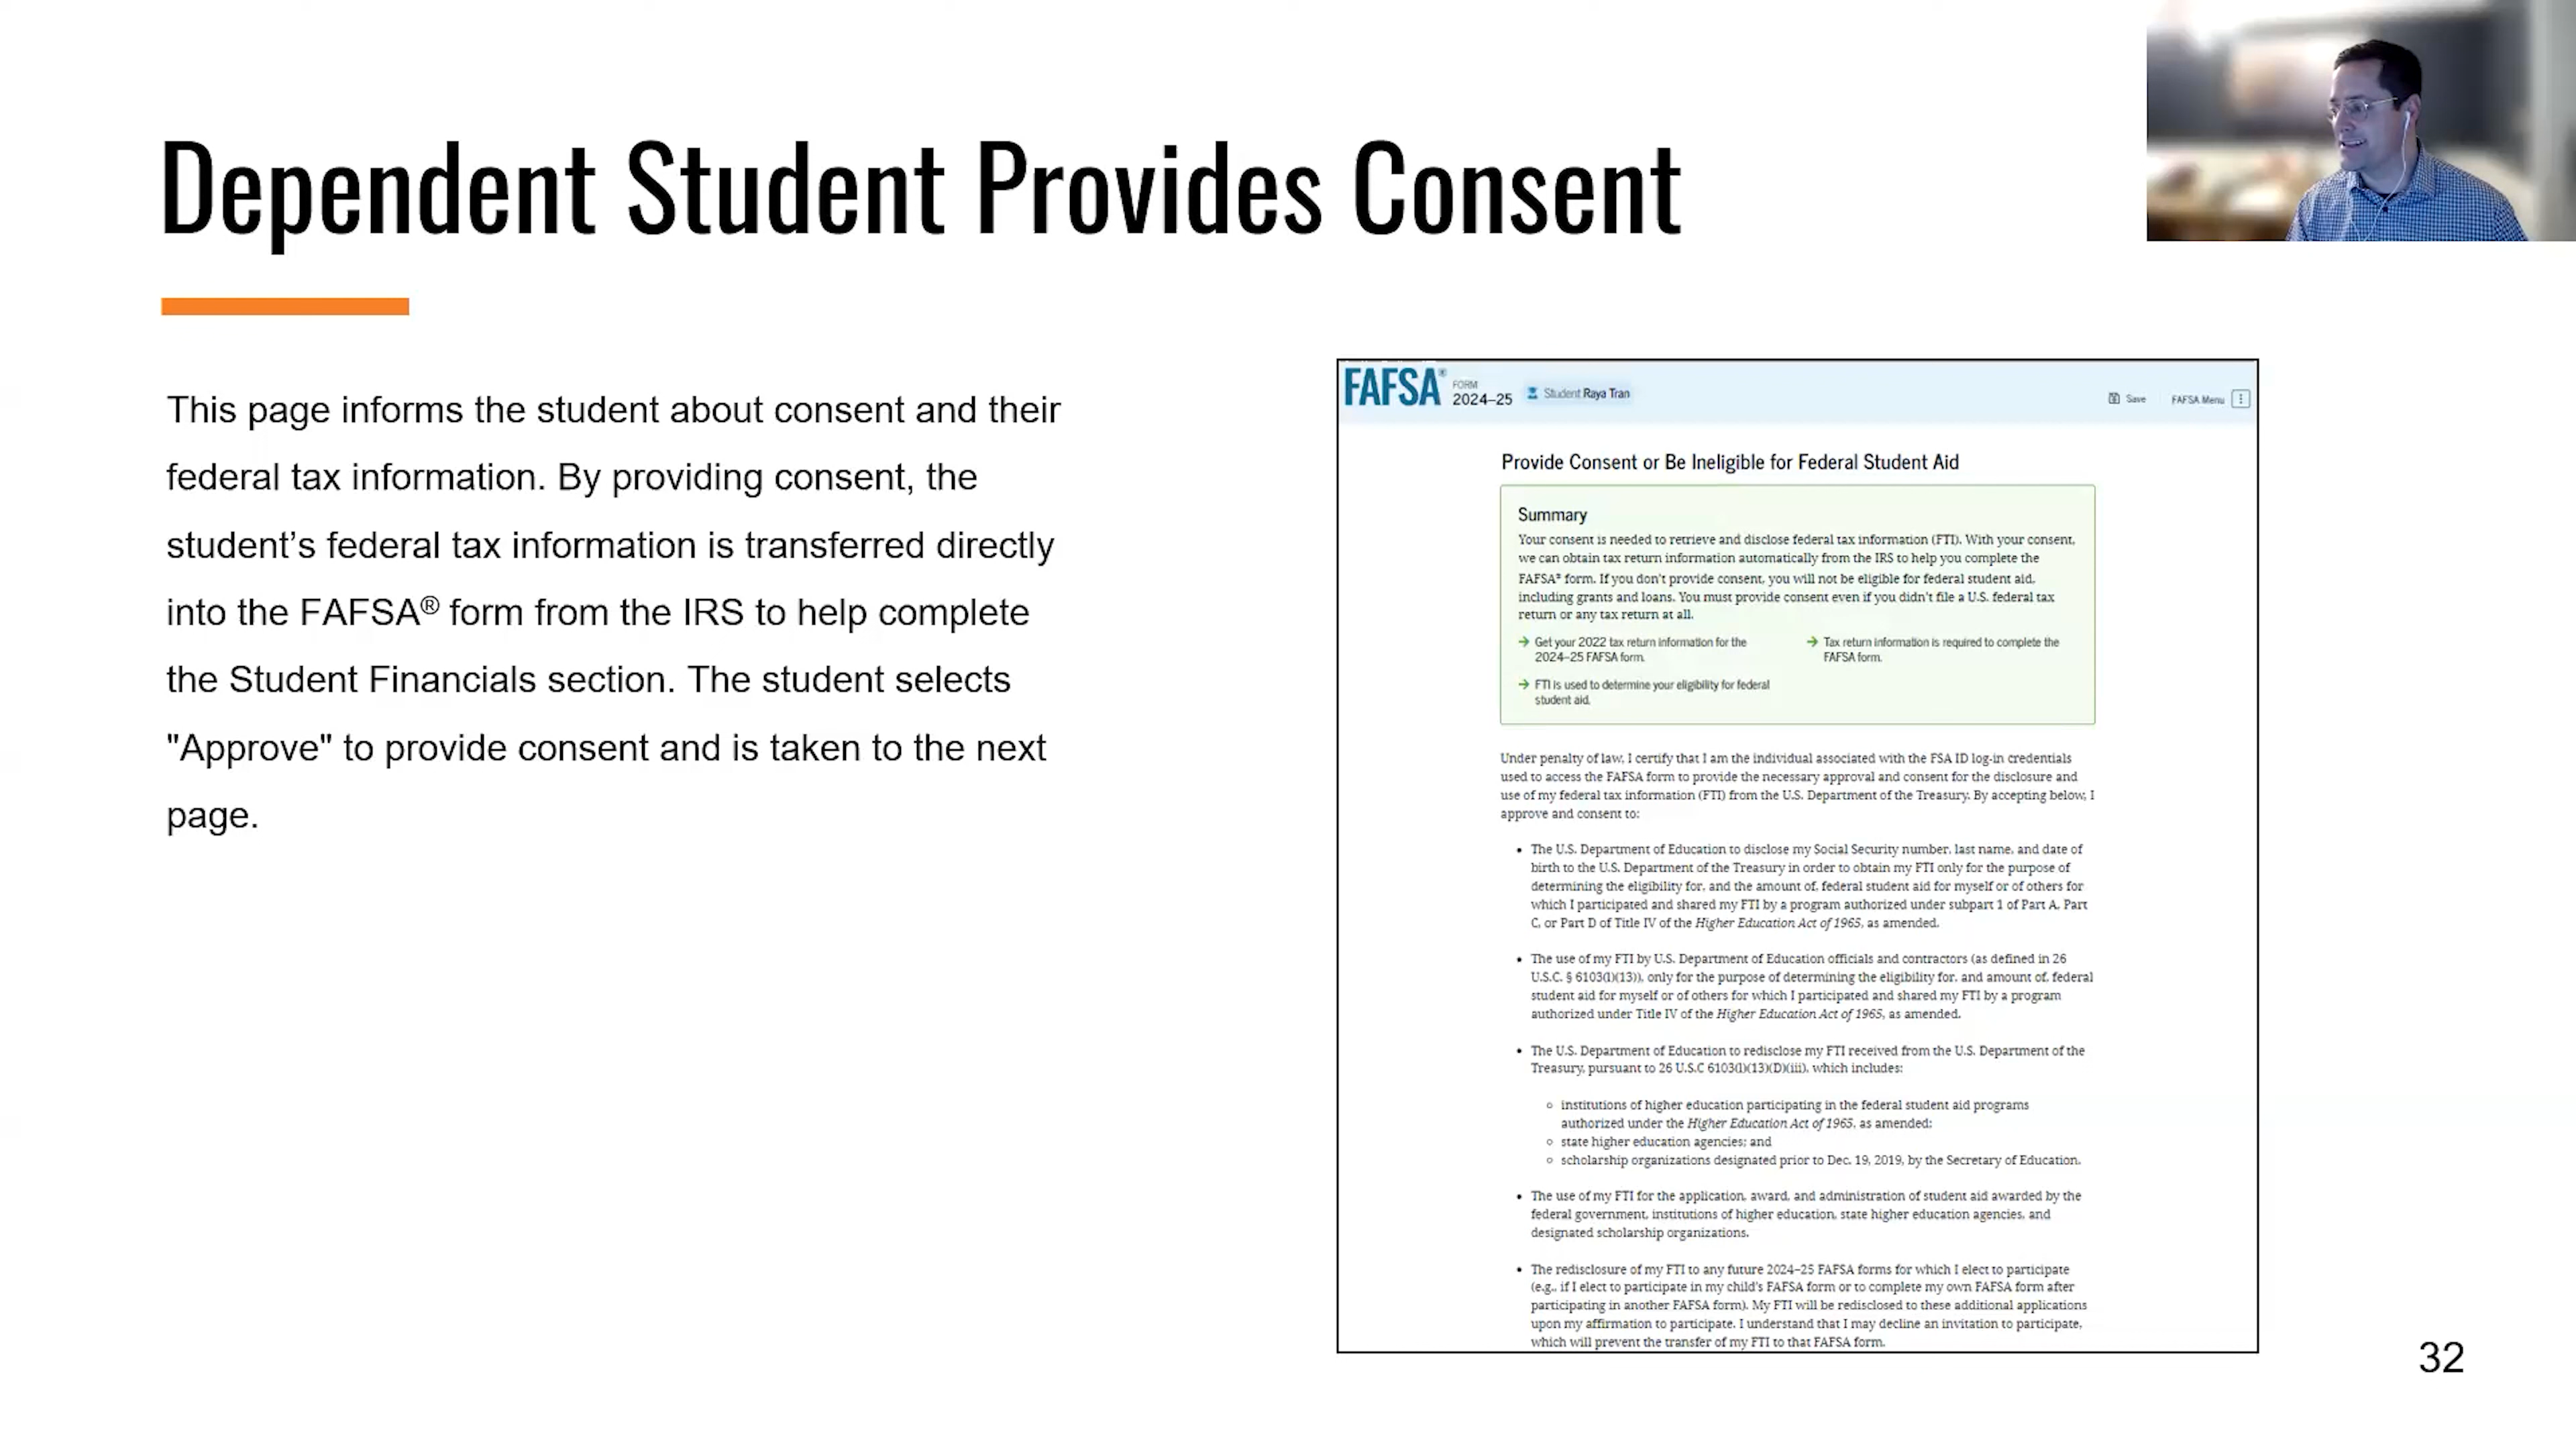 Dependent Student Provides Consent
This page informs the student about consent and their
federal tax information. By providing consent, the
student’s federal tax information is transferred directly
into the FAFSA® form from the IRS to help complete
the Student Financials section. The student selects
"Approve" to provide consent and is taken to the next
page.
FAFSA® FORM 2024–25 Student Raya Tran Save FAFSA Menu
Provide Consent or Be Ineligible for Federal Student Aid
Summary
Your consent is needed to retrieve and disclose federal tax information (FTI). With your consent,
we can obtain tax return information automatically from the IRS to help you complete the
FAFSA® form. If you don't provide consent, you will not be eligible for federal student aid,
including grants and loans. You must provide consent even if you didn't file a U.S. federal tax
return or any tax return at all.
Get your 2022 tax return information for the
2024–25 FAFSA form.
Tax return information is required to complete the
FAFSA form.
FTI is used to determine your eligibility for federal
student aid.
Under penalty of law, I certify that I am the individual associated with the FSA ID log-in credentials
used to access the FAFSA form to provide the necessary approval and consent for the disclosure and
use of my federal tax information (FTI) from the U.S. Department of the Treasury. By accepting below, I
approve and consent to:
• The U.S. Department of Education to disclose my Social Security number, last name, and date of
birth to the U.S. Department of the Treasury in order to obtain my FTI only for the purpose of
determining the eligibility for, and the amount of, federal student aid for myself or of others for
which I participated and shared my FTI by a program authorized under subpart 1 of Part A, Part
C, or Part D of Title IV of the Higher Education Act of 1965, as amended.
• The use of my FTI by U.S. Department of Education officials and contractors (as defined in 26
U.S.C. § 6103(l)(13)), only for the purpose of determining the eligibility for, and amount of, federal
student aid for myself or of others for which I participated and shared my FTI by a program
authorized under Title IV of the Higher Education Act of 1965, as amended.
• The U.S. Department of Education to redisclose my FTI received from the U.S. Department of the
Treasury, pursuant to 26 U.S.C 6103(l)(13)(D)(iii), which includes:
◦ institutions of higher education participating in the federal student aid programs
authorized under the Higher Education Act of 1965, as amended;
◦ state higher education agencies; and
◦ scholarship organizations designated prior to Dec. 19, 2019, by the Secretary of Education.
• The use of my FTI for the application, award, and administration of student aid awarded by the
federal government, institutions of higher education, state higher education agencies, and
designated scholarship organizations.
• The redisclosure of my FTI to any future 2024–25 FAFSA forms for which I elect to participate
(e.g., if I elect to participate in my child's FAFSA form or to complete my own FAFSA form after
participating in another FAFSA form). My FTI will be redisclosed to these additional applications
upon my affirmation to participate. I understand that I may decline an invitation to participate,
which will prevent the transfer of my FTI to that FAFSA form.
32